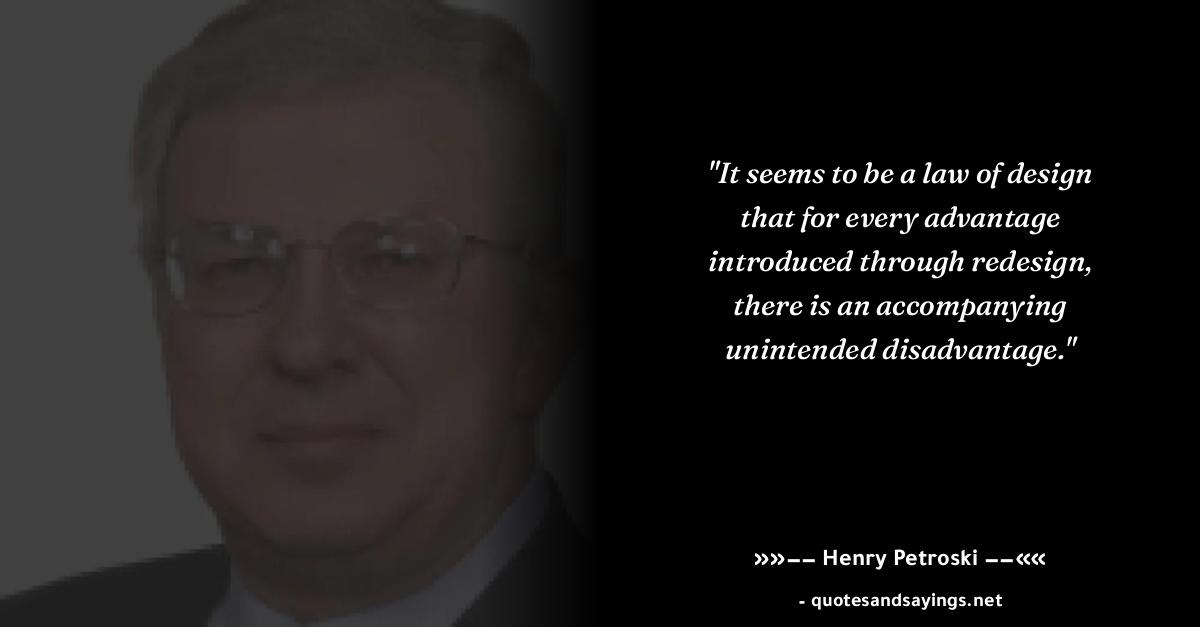 "It seems to be a law of design
that for every advantage
introduced through redesign,
there is an accompanying
unintended disadvantage."
»»–– Henry Petroski ––««
- quotesandsayings.net